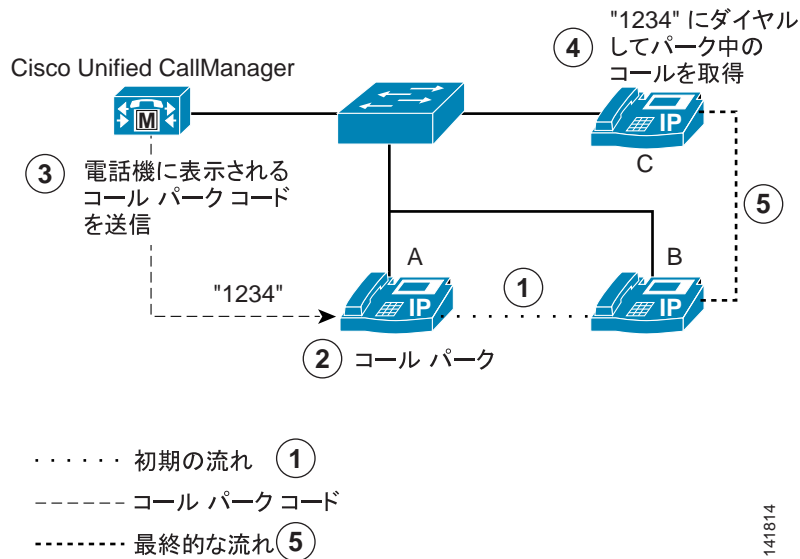 "1234" にダイヤル
してパーク中の
コールを取得
4
Cisco Unified CallManager
M
IP
C
3
電話機に表示される
コール パーク コード
を送信
5
A
B
"1234"
1
IP
IP
2
コール パーク
初期の流れ 1
コール パーク コード
最終的な流れ 5
141814